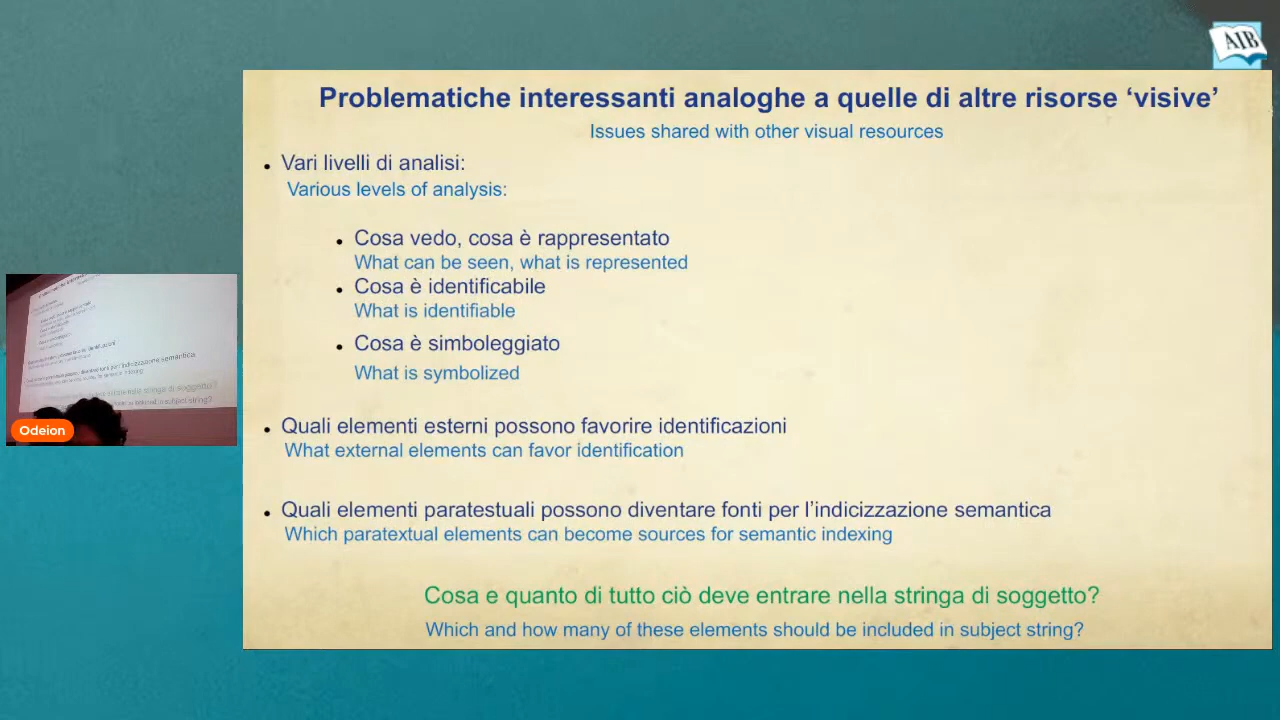 AIB
Problematiche interessanti analoghe a quelle di altre risorse ‘visive’
Issues shared with other visual resources
• Vari livelli di analisi:
Various levels of analysis:
• Cosa vedo, cosa è rappresentato
What can be seen, what is represented
• Cosa è identificabile
What is identifiable
• Cosa è simboleggiato
What is symbolized
• Quali elementi esterni possono favorire identificazioni
What external elements can favor identification
• Quali elementi paratestuali possono diventare fonti per l’indicizzazione semantica
Which paratextual elements can become sources for semantic indexing
Cosa e quanto di tutto ciò deve entrare nella stringa di soggetto?
Which and how many of these elements should be included in subject string?
Odeion